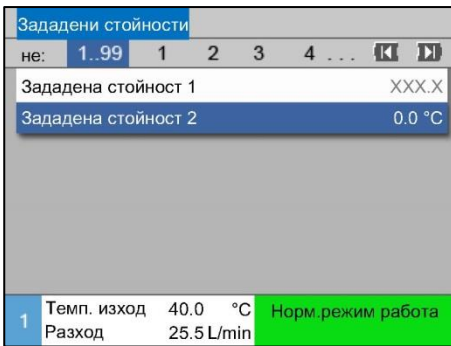 Зададени стойности
не: 1..99 1 2 3 4 ...
Зададена стойност 1 XXX.X
Зададена стойност 2 0.0 °C
1 Темп. изход 40.0 °C Норм.режим работа
Разход 25.5 L/min